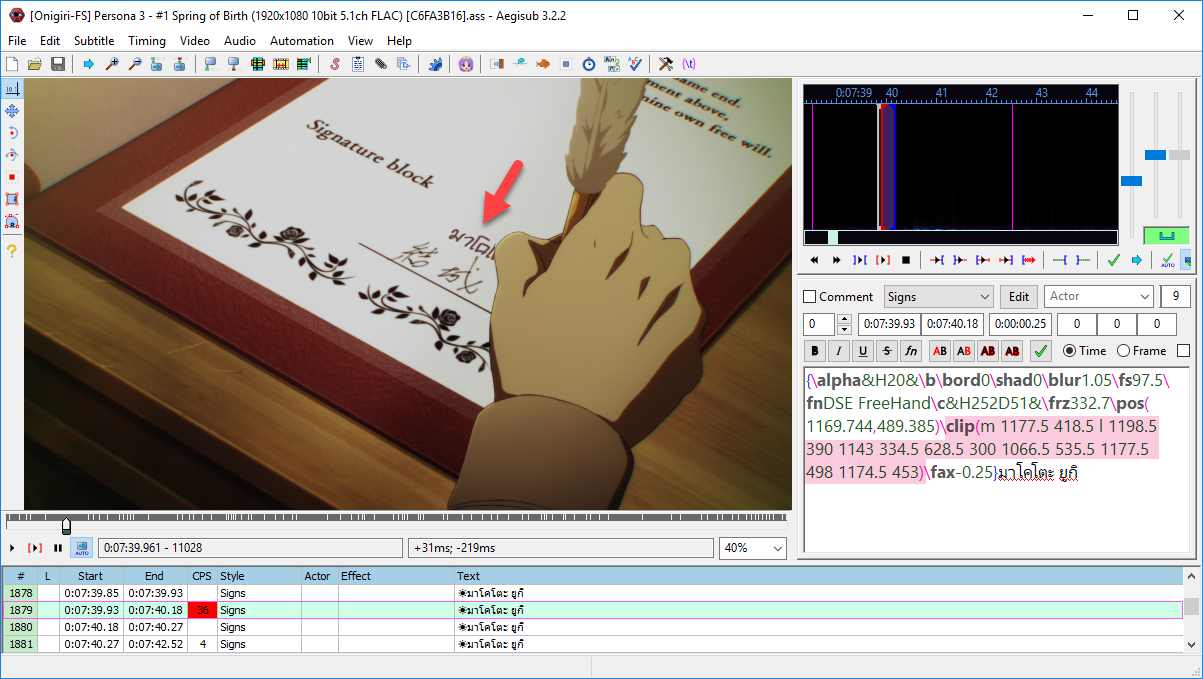 [Onigiri-FS] Persona 3 - #1 Spring of Birth (1920x1080 10bit 5.1ch FLAC) [C6FA3B16].ass - Aegisub 3.2.2
File Edit Subtitle Timing Video Audio Automation View Help
ame end.
ment above,
nine own free will.
Signature block
มาโคเ
結城
0:07:39 40 41 42 43 44
Comment Signs Edit Actor 9
0 0:07:39.93 0:07:40.18 0:00:00.25 0 0 0
B I U S fn AB AB AB AB Time Frame
{\alpha&H20&\b\bord0\shad0\blur1.05\fs97.5\
fnDSE FreeHand\c&H252D51&\frz332.7\pos(
1169.744,489.385)\clip(m 1177.5 418.5 l 1198.5
390 1143 334.5 628.5 300 1066.5 535.5 1177.5
498 1174.5 453)\fax-0.25}มาโคโตะ ยูกิ
AUTO
0:07:39.961 - 11028
+31ms; -219ms
40%
# L Start End CPS Style Actor Effect Text
1878 0:07:39.85 0:07:39.93 Signs ☀มาโคโตะ ยูกิ
1879 0:07:39.93 0:07:40.18 36 Signs ☀มาโคโตะ ยูกิ
1880 0:07:40.18 0:07:40.27 Signs ☀มาโคโตะ ยูกิ
1881 0:07:40.27 0:07:42.52 4 Signs ☀มาโคโตะ ยูกิ